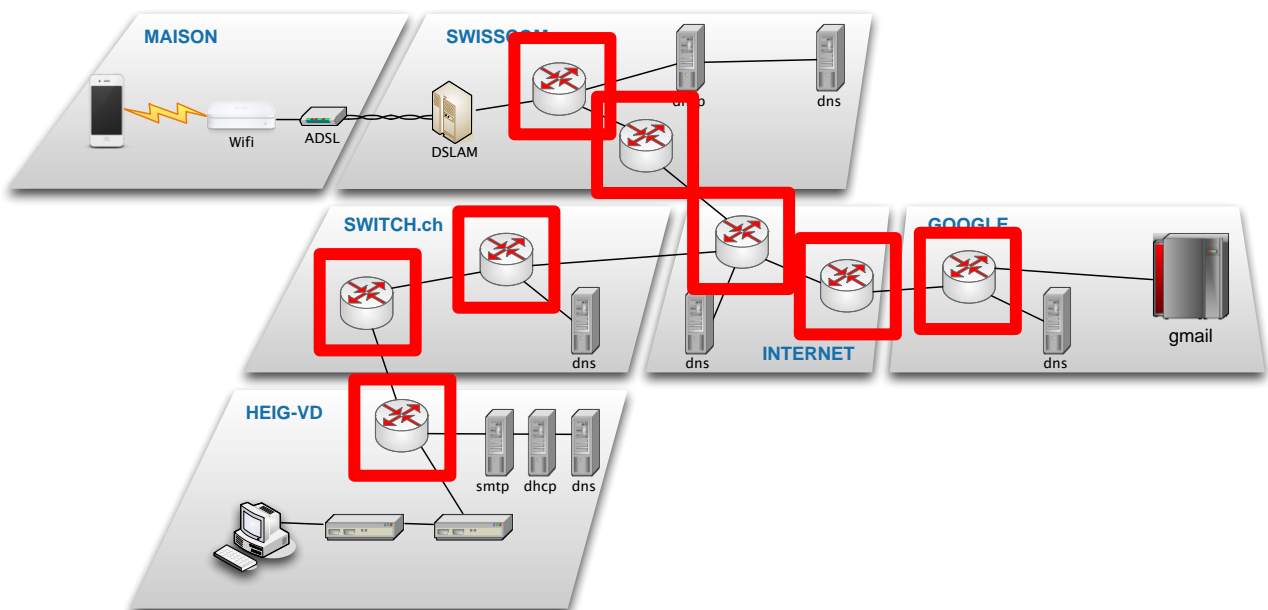 MAISON
SWISSCOM
dns
Wifi
ADSL
DSLAM
SWITCH.ch
GOOGLE
dns
dns
INTERNET
dns
gmail
HEIG-VD
smtp dhcp dns